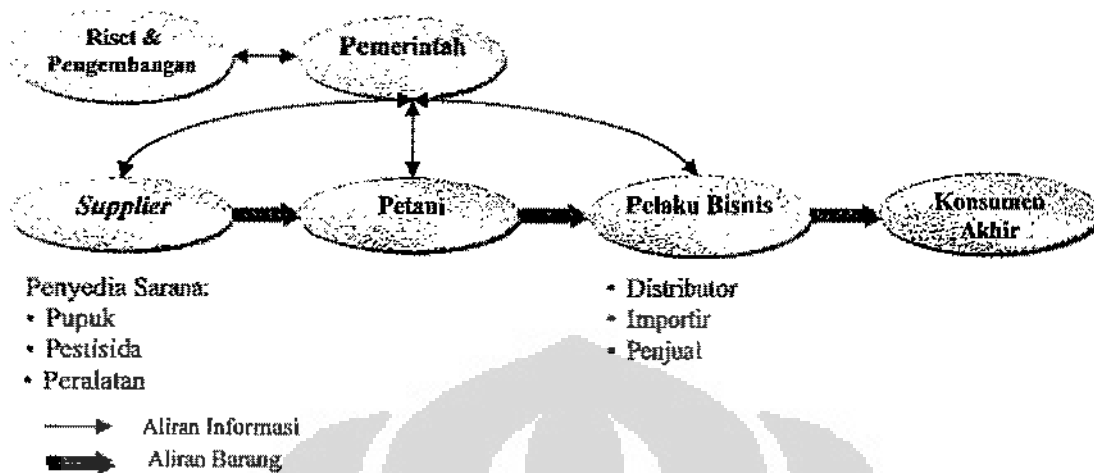 Riset &
Pengembangan
Pemerintah
Supplier
Petani
Pelaku Bisnis
Konsumen
Akhir
Penyedia Sarana:
• Pupuk
• Pestisida
• Peralatan
• Distributor
• Importir
• Penjual
Aliran Informasi
Aliran Barang